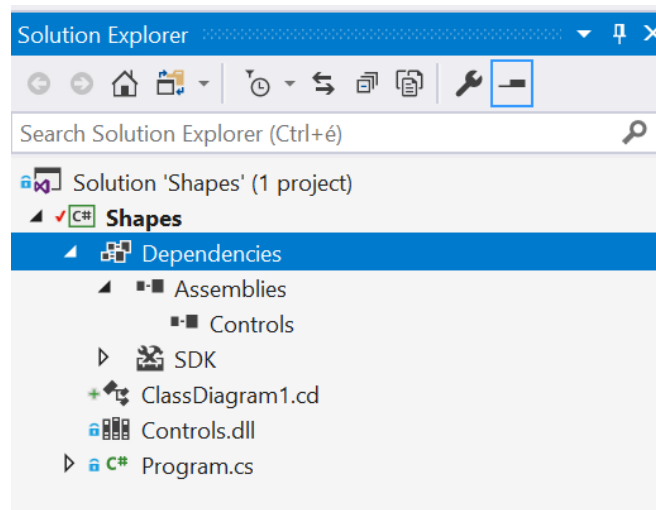 Solution Explorer
Search Solution Explorer (Ctrl+é)
Solution 'Shapes' (1 project)
C# Shapes
Dependencies
Assemblies
Controls
SDK
ClassDiagram1.cd
Controls.dll
C# Program.cs